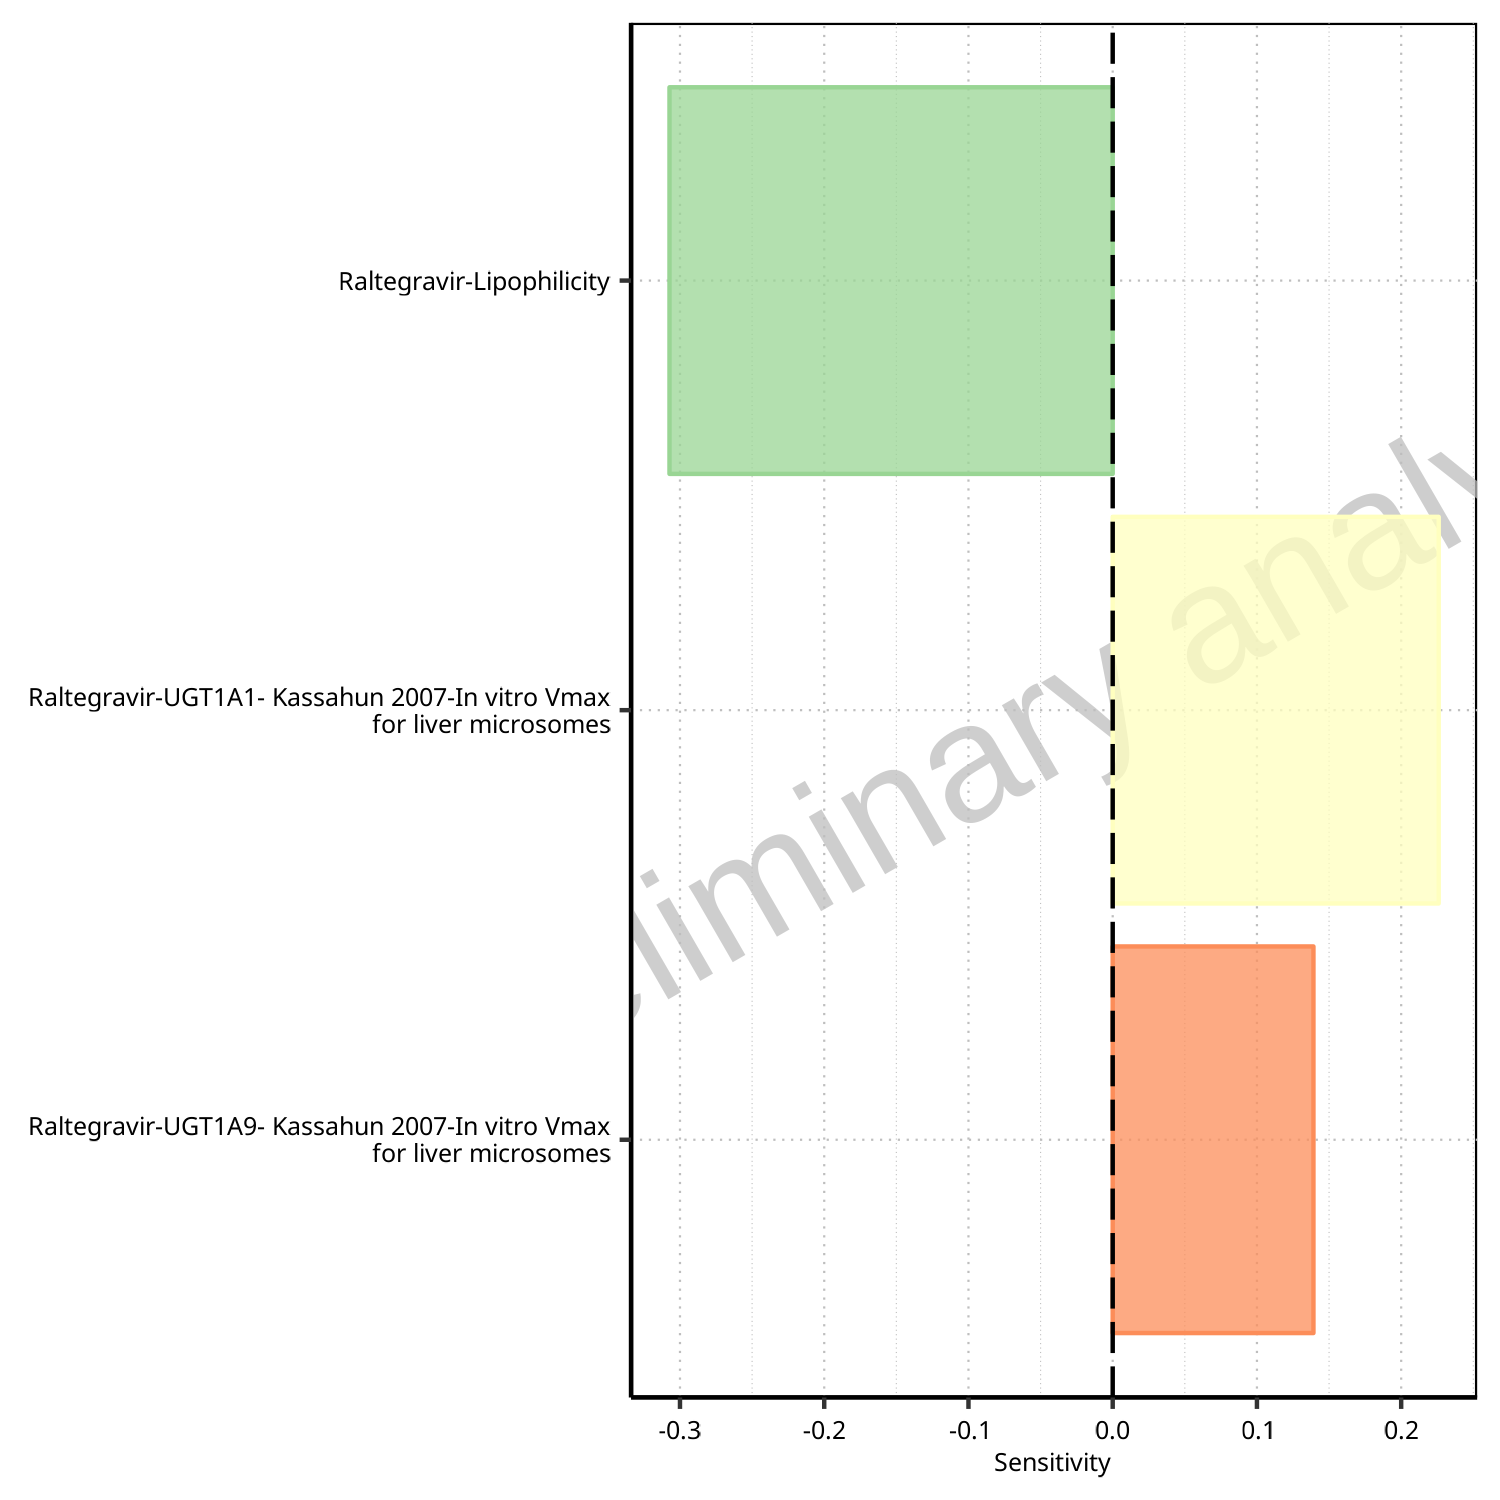 Raltegravir-Lipophilicity
Raltegravir-UGT1A1- Kassahun 2007-In vitro Vmax
for liver microsomes
Raltegravir-UGT1A9- Kassahun 2007-In vitro Vmax
for liver microsomes
eliminary analy
-0.3 -0.2 -0.1 0.0 0.1 0.2
Sensitivity